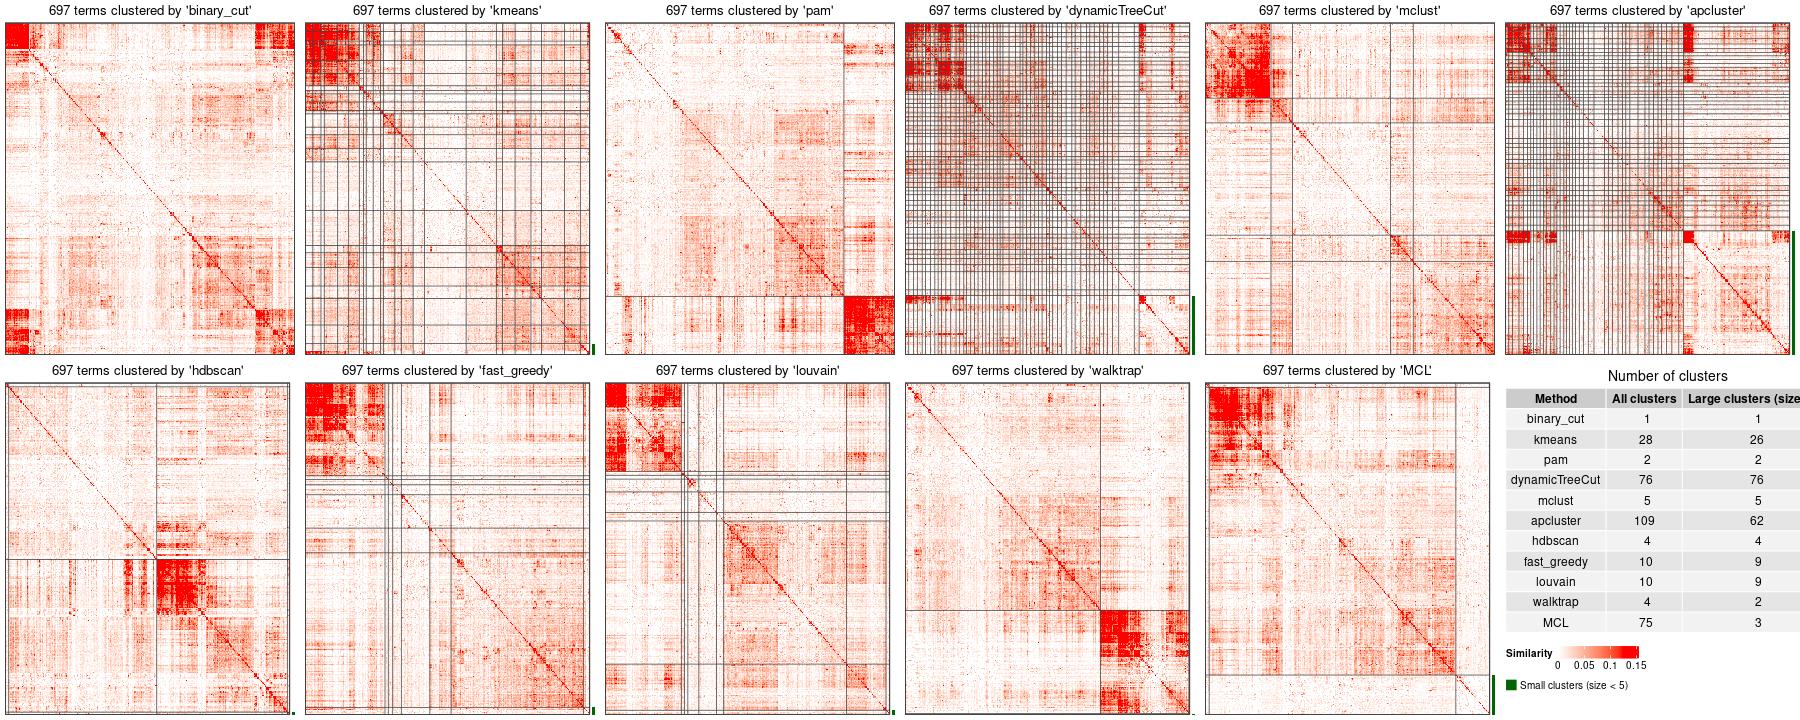 697 terms clustered by 'binary_cut'
697 terms clustered by 'kmeans'
697 terms clustered by 'pam'
697 terms clustered by 'dynamicTreeCut'
697 terms clustered by 'mclust'
697 terms clustered by 'apcluster'
697 terms clustered by 'hdbscan'
697 terms clustered by 'fast_greedy'
697 terms clustered by 'louvain'
697 terms clustered by 'walktrap'
697 terms clustered by 'MCL'
Number of clusters
Method All clusters Large clusters (size
binary_cut 1 1
kmeans 28 26
pam 2 2
dynamicTreeCut 76 76
mclust 5 5
apcluster 109 62
hdbscan 4 4
fast_greedy 10 9
louvain 10 9
walktrap 4 2
MCL 75 3
Similarity
0 0.05 0.1 0.15
Small clusters (size < 5)